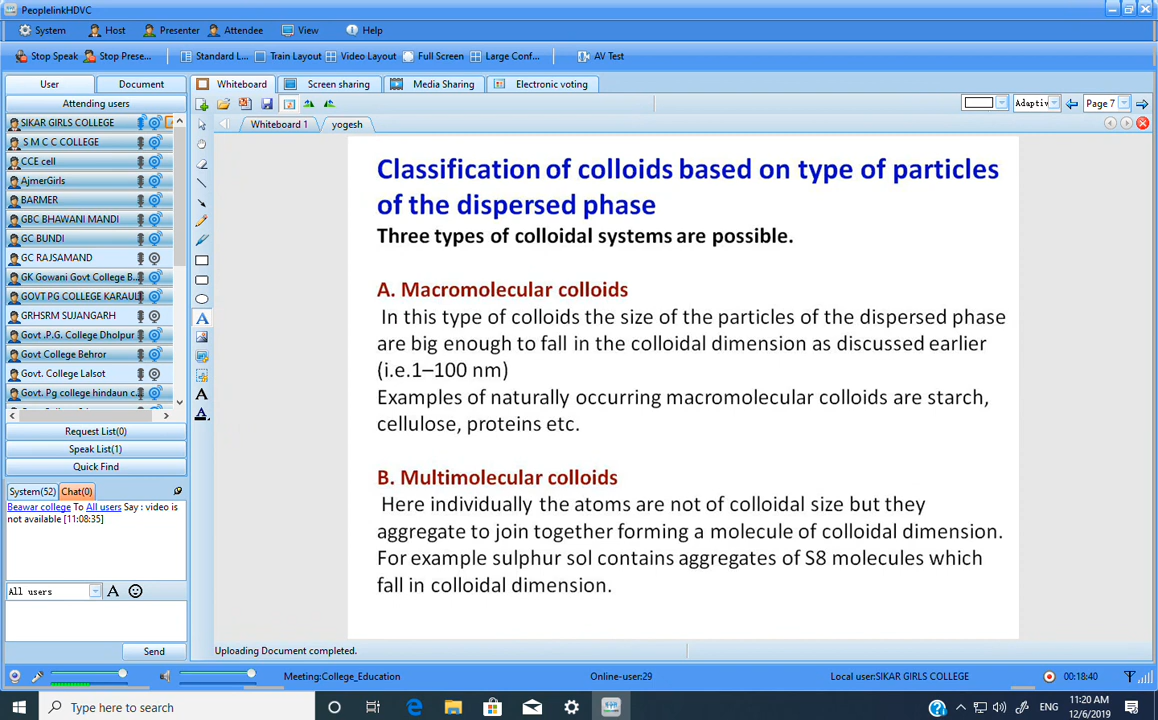 PeoplelinkHDVC
System Host Presenter Attendee View Help
Stop Speak Stop Prese... Standard L... Train Layout Video Layout Full Screen Large Conf... AV Test
User Document
Whiteboard Screen sharing Media Sharing Electronic voting
Attending users
Adaptiv Page 7
Whiteboard 1 yogesh
SIKAR GIRLS COLLEGE
S M C C COLLEGE
CCE cell
AjmerGirls
BARMER
GBC BHAWANI MANDI
GC BUNDI
GC RAJSAMAND
GK Gowani Govt College B...
GOVT PG COLLEGE KARAUL
GRHSRM SUJANGARH
Govt .P.G. College Dholpur
Govt College Behror
Govt. College Lalsot
Govt. Pg college hindaun c...
Request List(0)
Speak List(1)
Quick Find
System(52) Chat(0)
Beawar college To All users Say : video is
not available [11:08:35]
All users
Send
Classification of colloids based on type of particles
of the dispersed phase
Three types of colloidal systems are possible.
A. Macromolecular colloids
In this type of colloids the size of the particles of the dispersed phase
are big enough to fall in the colloidal dimension as discussed earlier
(i.e.1–100 nm)
Examples of naturally occurring macromolecular colloids are starch,
cellulose, proteins etc.
B. Multimolecular colloids
Here individually the atoms are not of colloidal size but they
aggregate to join together forming a molecule of colloidal dimension.
For example sulphur sol contains aggregates of S8 molecules which
fall in colloidal dimension.
Uploading Document completed.
Meeting:College_Education Online-user:29 Local user:SIKAR GIRLS COLLEGE 00:18:40
Type here to search
ENG
11:20 AM
12/6/2019